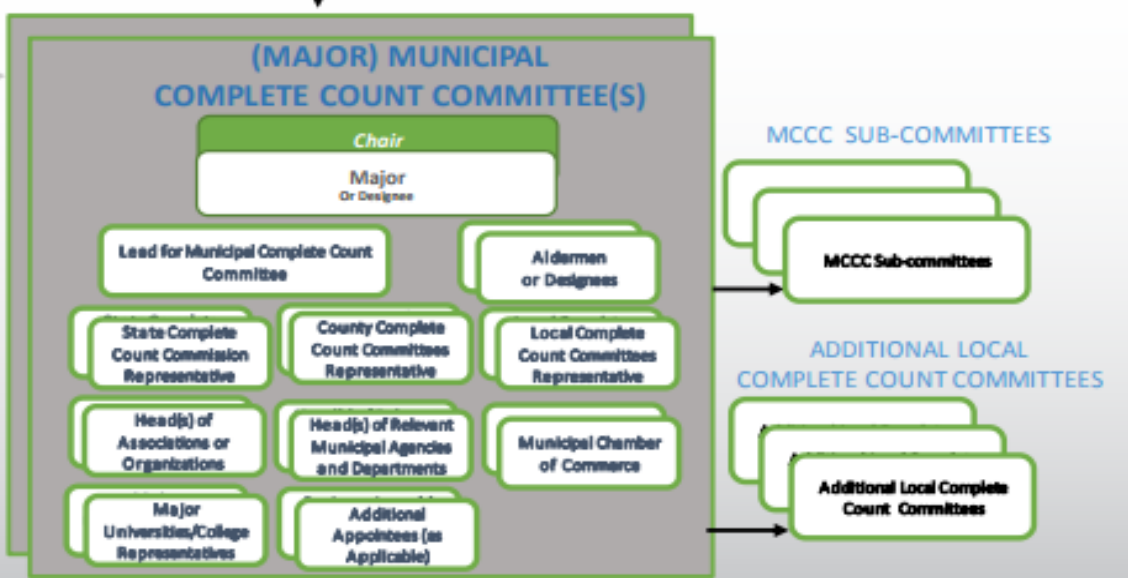 (MAJOR) MUNICIPAL
COMPLETE COUNT COMMITTEE(S)
Chair
Major
Or Designee
Lead for Municipal Complete Count
Committee
Aldermen
or Designees
State Complete
Count Commission
Representative
County Complete
Count Committees
Representative
Local Complete
Count Committees
Representative
Head(s) of
Associations or
Organizations
Head(s) of Relevant
Municipal Agencies
and Departments
Municipal Chamber
of Commerce
Major
Universities/College
Representatives
Additional
Appointees (as
Applicable)
MCCC SUB-COMMITTEES
MCCC Sub-committees
ADDITIONAL LOCAL
COMPLETE COUNT COMMITTEES
Additional Local Complete
Count Committees